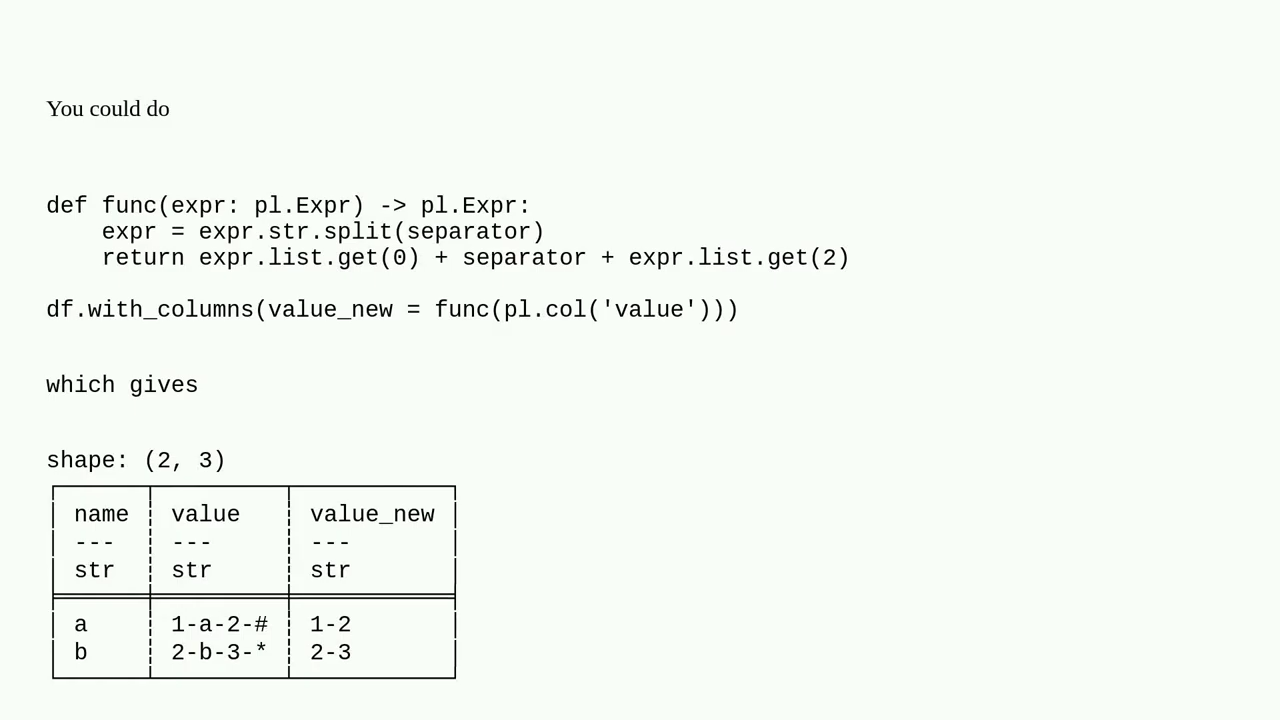 You could do
def func(expr: pl.Expr) -> pl.Expr:
    expr = expr.str.split(separator)
    return expr.list.get(0) + separator + expr.list.get(2)
df.with_columns(value_new = func(pl.col('value')))
which gives
shape: (2, 3)
┌──────┬─────────┬───────────┐
│ name ┆ value   ┆ value_new │
│ ---  ┆ ---     ┆ ---       │
│ str  ┆ str     ┆ str       │
╞══════╪═════════╪═══════════╡
│ a    ┆ 1-a-2-# ┆ 1-2       │
│ b    ┆ 2-b-3-* ┆ 2-3       │
└──────┴─────────┴───────────┘